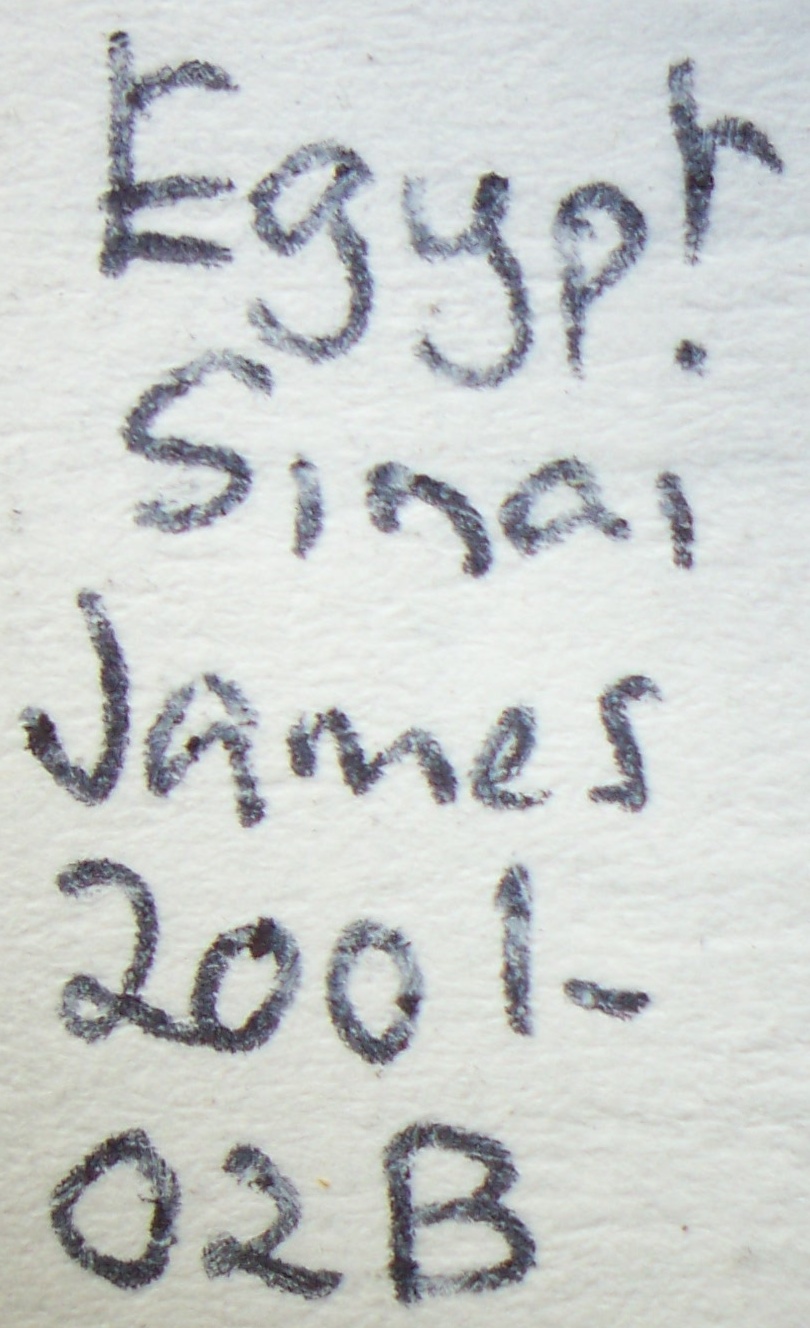 Egypt.
Sinai
James
2001-
02B